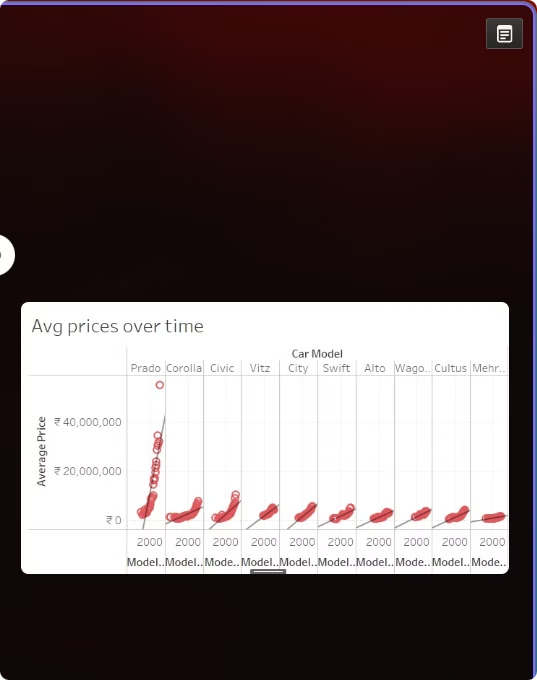 Avg prices over time
Car Model
Prado Corolla Civic Vitz City Swift Alto Wago.. Cultus Mehr..
Average Price
₹ 40,000,000
₹ 20,000,000
₹ 0
2000 2000 2000 2000 2000 2000 2000 2000 2000 2000
Model.. Model.. Mode.. Model.. Model.. Model.. Model.. Mode.. Model.. Mode..